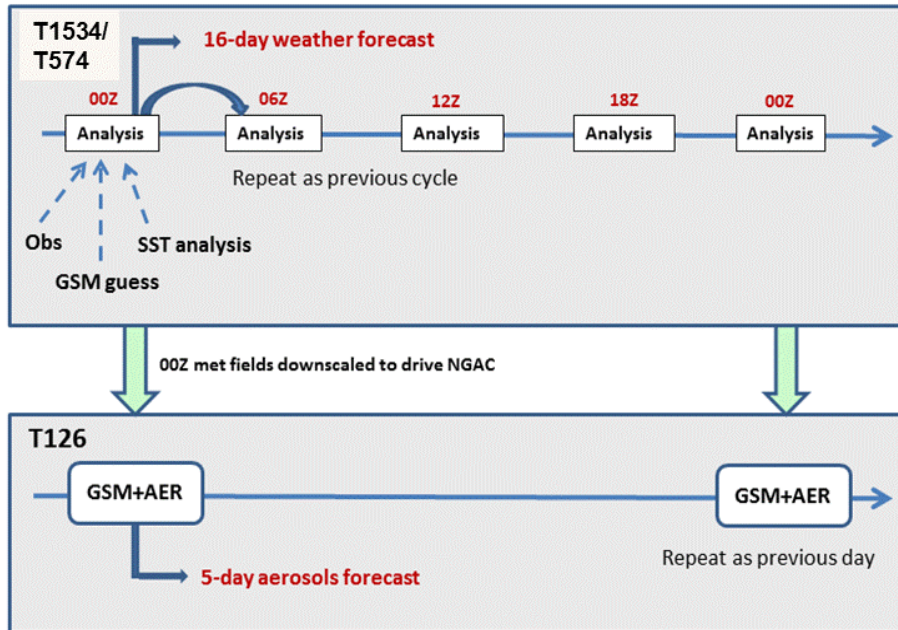 T1534/
T574
16-day weather forecast
00Z
06Z
12Z
18Z
00Z
Analysis
Analysis
Analysis
Analysis
Analysis
Repeat as previous cycle
Obs
SST analysis
GSM guess
00Z met fields downscaled to drive NGAC
T126
GSM+AER
GSM+AER
Repeat as previous day
5-day aerosols forecast